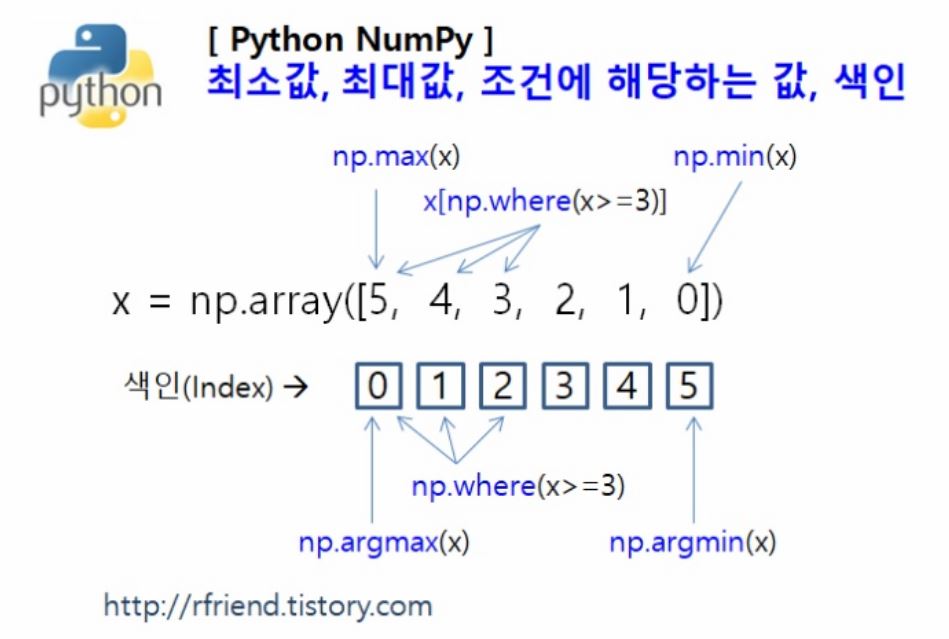 [ Python NumPy ]
python
최소값, 최대값, 조건에 해당하는 값, 색인
np.max(x)
np.min(x)
x[np.where(x>=3)]
x = np.array([5, 4, 3, 2, 1, 0])
색인(Index) → 0 1 2 3 4 5
np.where(x>=3)
np.argmax(x)
np.argmin(x)
http://rfriend.tistory.com